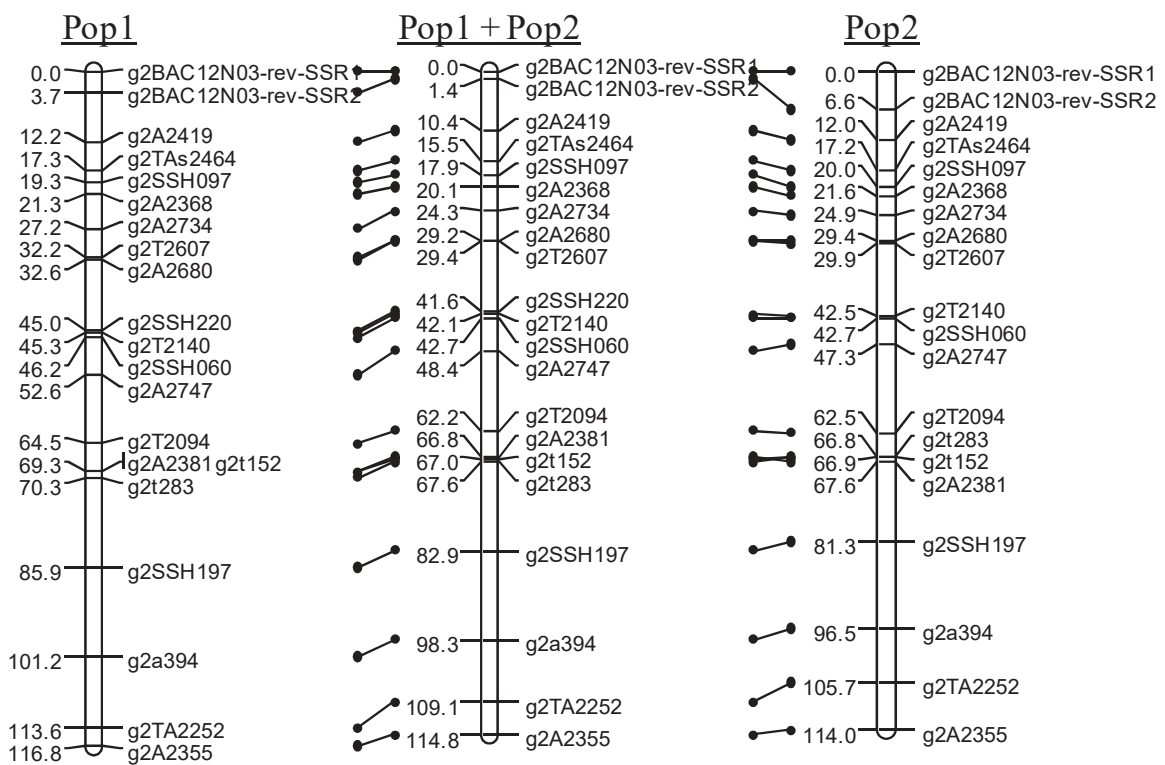 Pop1
0.0 g2BAC12N03-rev-SSR1
3.7 g2BAC12N03-rev-SSR2
12.2 g2A2419
17.3 g2TAs2464
19.3 g2SSH097
21.3 g2A2368
27.2 g2A2734
32.2 g2T2607
32.6 g2A2680
45.0 g2SSH220
45.3 g2T2140
46.2 g2SSH060
52.6 g2A2747
64.5 g2T2094
69.3 g2A2381 g2t152
70.3 g2t283
85.9 g2SSH197
101.2 g2a394
113.6 g2TA2252
116.8 g2A2355
Pop1 + Pop2
0.0 g2BAC12N03-rev-SSR1
1.4 g2BAC12N03-rev-SSR2
10.4 g2A2419
15.5 g2TAs2464
17.9 g2SSH097
20.1 g2A2368
24.3 g2A2734
29.2 g2A2680
29.4 g2T2607
41.6 g2SSH220
42.1 g2T2140
42.7 g2SSH060
48.4 g2A2747
62.2 g2T2094
66.8 g2A2381
67.0 g2t152
67.6 g2t283
82.9 g2SSH197
98.3 g2a394
109.1 g2TA2252
114.8 g2A2355
Pop2
0.0 g2BAC12N03-rev-SSR1
6.6 g2BAC12N03-rev-SSR2
12.0 g2A2419
17.2 g2TAs2464
20.0 g2SSH097
21.6 g2A2368
24.9 g2A2734
29.4 g2A2680
29.9 g2T2607
42.5 g2T2140
42.7 g2SSH060
47.3 g2A2747
62.5 g2T2094
66.8 g2t283
66.9 g2t152
67.6 g2A2381
81.3 g2SSH197
96.5 g2a394
105.7 g2TA2252
114.0 g2A2355